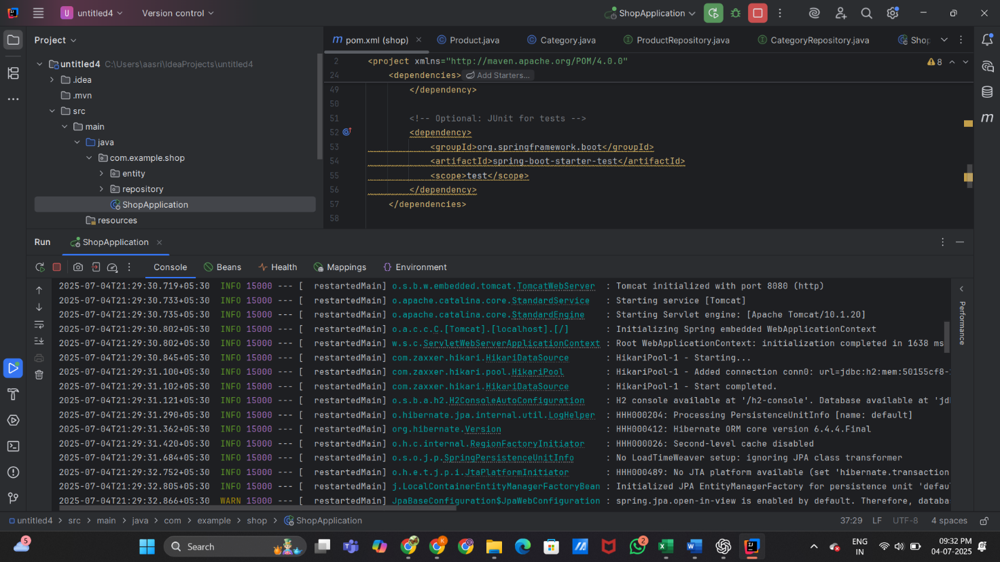 U untitled4 Version control ShopApplication
Project
untitled4 C:\Users\aasri\IdeaProjects\untitled4
.idea
.mvn
src
main
java
com.example.shop
entity
repository
ShopApplication
resources
m pom.xml (shop) Product.java Category.java ProductRepository.java CategoryRepository.java Shop
2 <project xmlns="http://maven.apache.org/POM/4.0.0" 8
24 <dependencies> Add Starters...
49 </dependency>
50
51 <!-- Optional: JUnit for tests -->
52 <dependency>
53 <groupId>org.springframework.boot</groupId>
54 <artifactId>spring-boot-starter-test</artifactId>
55 <scope>test</scope>
56 </dependency>
57 </dependencies>
58
Run ShopApplication
Console Beans Health Mappings Environment
2025-07-04T21:29:30.719+05:30 INFO 15000 --- [ restartedMain] o.s.b.w.embedded.tomcat.TomcatWebServer : Tomcat initialized with port 8080 (http)
2025-07-04T21:29:30.733+05:30 INFO 15000 --- [ restartedMain] o.apache.catalina.core.StandardService : Starting service [Tomcat]
2025-07-04T21:29:30.735+05:30 INFO 15000 --- [ restartedMain] o.apache.catalina.core.StandardEngine : Starting Servlet engine: [Apache Tomcat/10.1.20]
2025-07-04T21:29:30.802+05:30 INFO 15000 --- [ restartedMain] o.a.c.c.C.[Tomcat].[localhost].[/] : Initializing Spring embedded WebApplicationContext
2025-07-04T21:29:30.802+05:30 INFO 15000 --- [ restartedMain] w.s.c.ServletWebServerApplicationContext : Root WebApplicationContext: initialization completed in 1638 ms
2025-07-04T21:29:30.845+05:30 INFO 15000 --- [ restartedMain] com.zaxxer.hikari.HikariDataSource : HikariPool-1 - Starting...
2025-07-04T21:29:31.100+05:30 INFO 15000 --- [ restartedMain] com.zaxxer.hikari.pool.HikariPool : HikariPool-1 - Added connection conn0: url=jdbc:h2:mem:50155cf8-
2025-07-04T21:29:31.102+05:30 INFO 15000 --- [ restartedMain] com.zaxxer.hikari.HikariDataSource : HikariPool-1 - Start completed.
2025-07-04T21:29:31.121+05:30 INFO 15000 --- [ restartedMain] o.s.b.a.h2.H2ConsoleAutoConfiguration : H2 console available at '/h2-console'. Database available at 'jd
2025-07-04T21:29:31.290+05:30 INFO 15000 --- [ restartedMain] o.hibernate.jpa.internal.util.LogHelper : HHH000204: Processing PersistenceUnitInfo [name: default]
2025-07-04T21:29:31.362+05:30 INFO 15000 --- [ restartedMain] org.hibernate.Version : HHH000412: Hibernate ORM core version 6.4.4.Final
2025-07-04T21:29:31.420+05:30 INFO 15000 --- [ restartedMain] o.h.c.internal.RegionFactoryInitiator : HHH000026: Second-level cache disabled
2025-07-04T21:29:31.684+05:30 INFO 15000 --- [ restartedMain] o.s.o.j.p.SpringPersistenceUnitInfo : No LoadTimeWeaver setup: ignoring JPA class transformer
2025-07-04T21:29:32.752+05:30 INFO 15000 --- [ restartedMain] o.h.e.t.j.p.i.JtaPlatformInitiator : HHH000489: No JTA platform available (set 'hibernate.transaction
2025-07-04T21:29:32.805+05:30 INFO 15000 --- [ restartedMain] j.LocalContainerEntityManagerFactoryBean : Initialized JPA EntityManagerFactory for persistence unit 'defau
2025-07-04T21:29:32.866+05:30 WARN 15000 --- [ restartedMain] JpaBaseConfiguration$JpaWebConfiguration : spring.jpa.open-in-view is enabled by default. Therefore, databa
Performance
untitled4 > src > main > java > com > example > shop > ShopApplication 37:29 LF UTF-8 4 spaces
5 Search 2 ENG IN 09:32 PM 04-07-2025